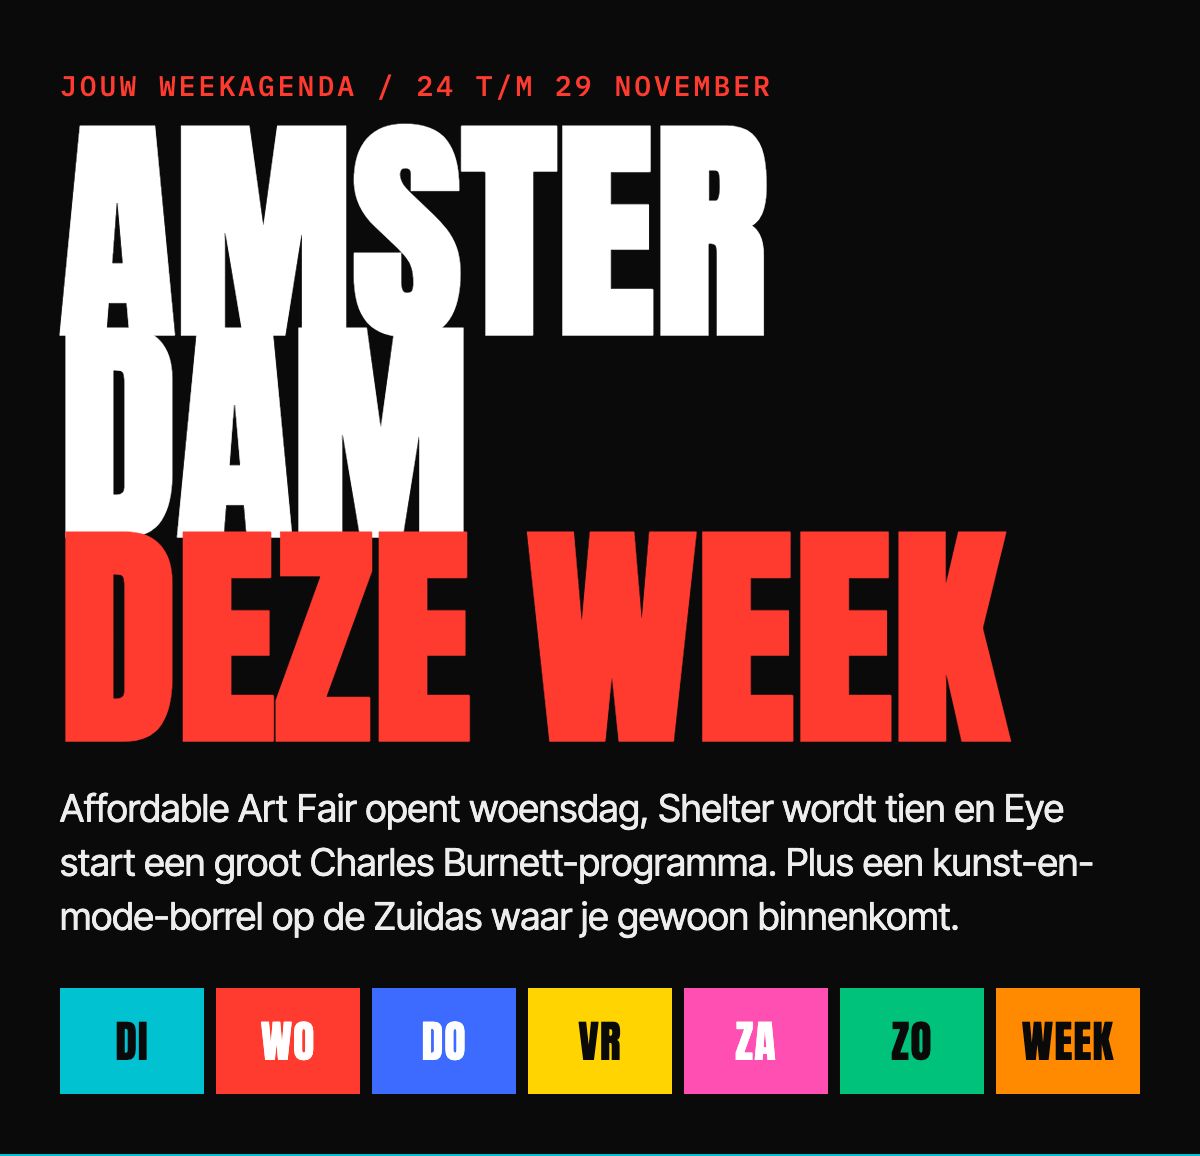 JOUW WEEKAGENDA / 24 T/M 29 NOVEMBER
AMSTER
DAM
DEZE WEEK
Affordable Art Fair opent woensdag, Shelter wordt tien en Eye
start een groot Charles Burnett-programma. Plus een kunst-en-
mode-borrel op de Zuidas waar je gewoon binnenkomt.
DI WO DO VR ZA ZO WEEK